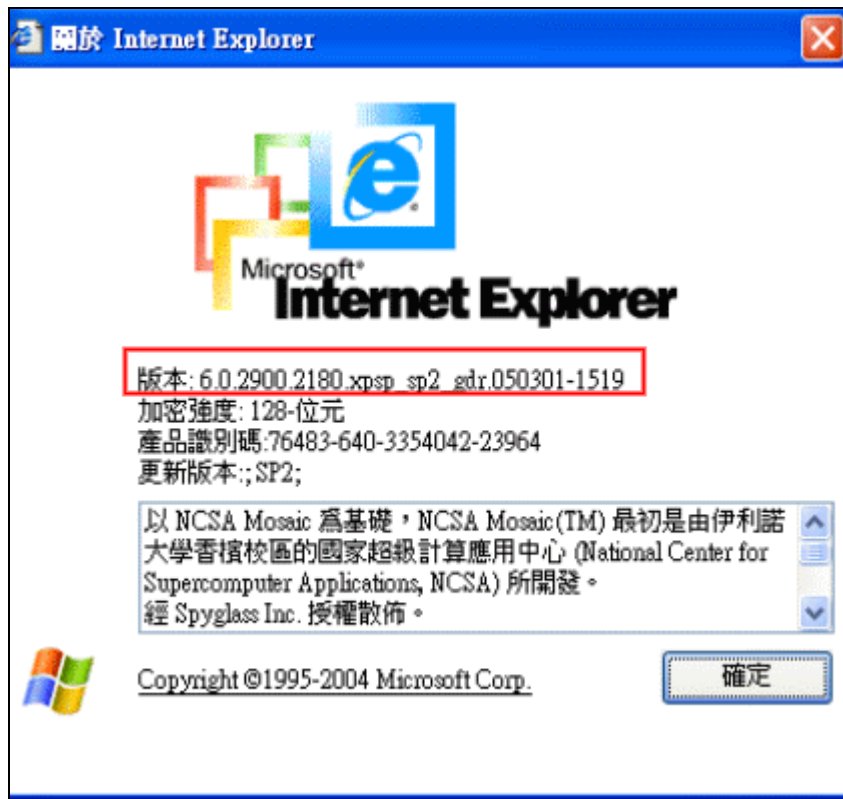 關於 Internet Explorer
Microsoft®
Internet Explorer
版本: 6.0.2900.2180.xpsp_sp2_gdr.050301-1519
加密強度: 128-位元
產品識別碼:76483-640-3354042-23964
更新版本:; SP2;
以 NCSA Mosaic 為基礎，NCSA Mosaic(TM) 最初是由伊利諾
大學香檳校區的國家超級計算應用中心 (National Center for
Supercomputer Applications, NCSA) 所開發。
經 Spyglass Inc. 授權散佈。
Copyright ©1995-2004 Microsoft Corp.
確定